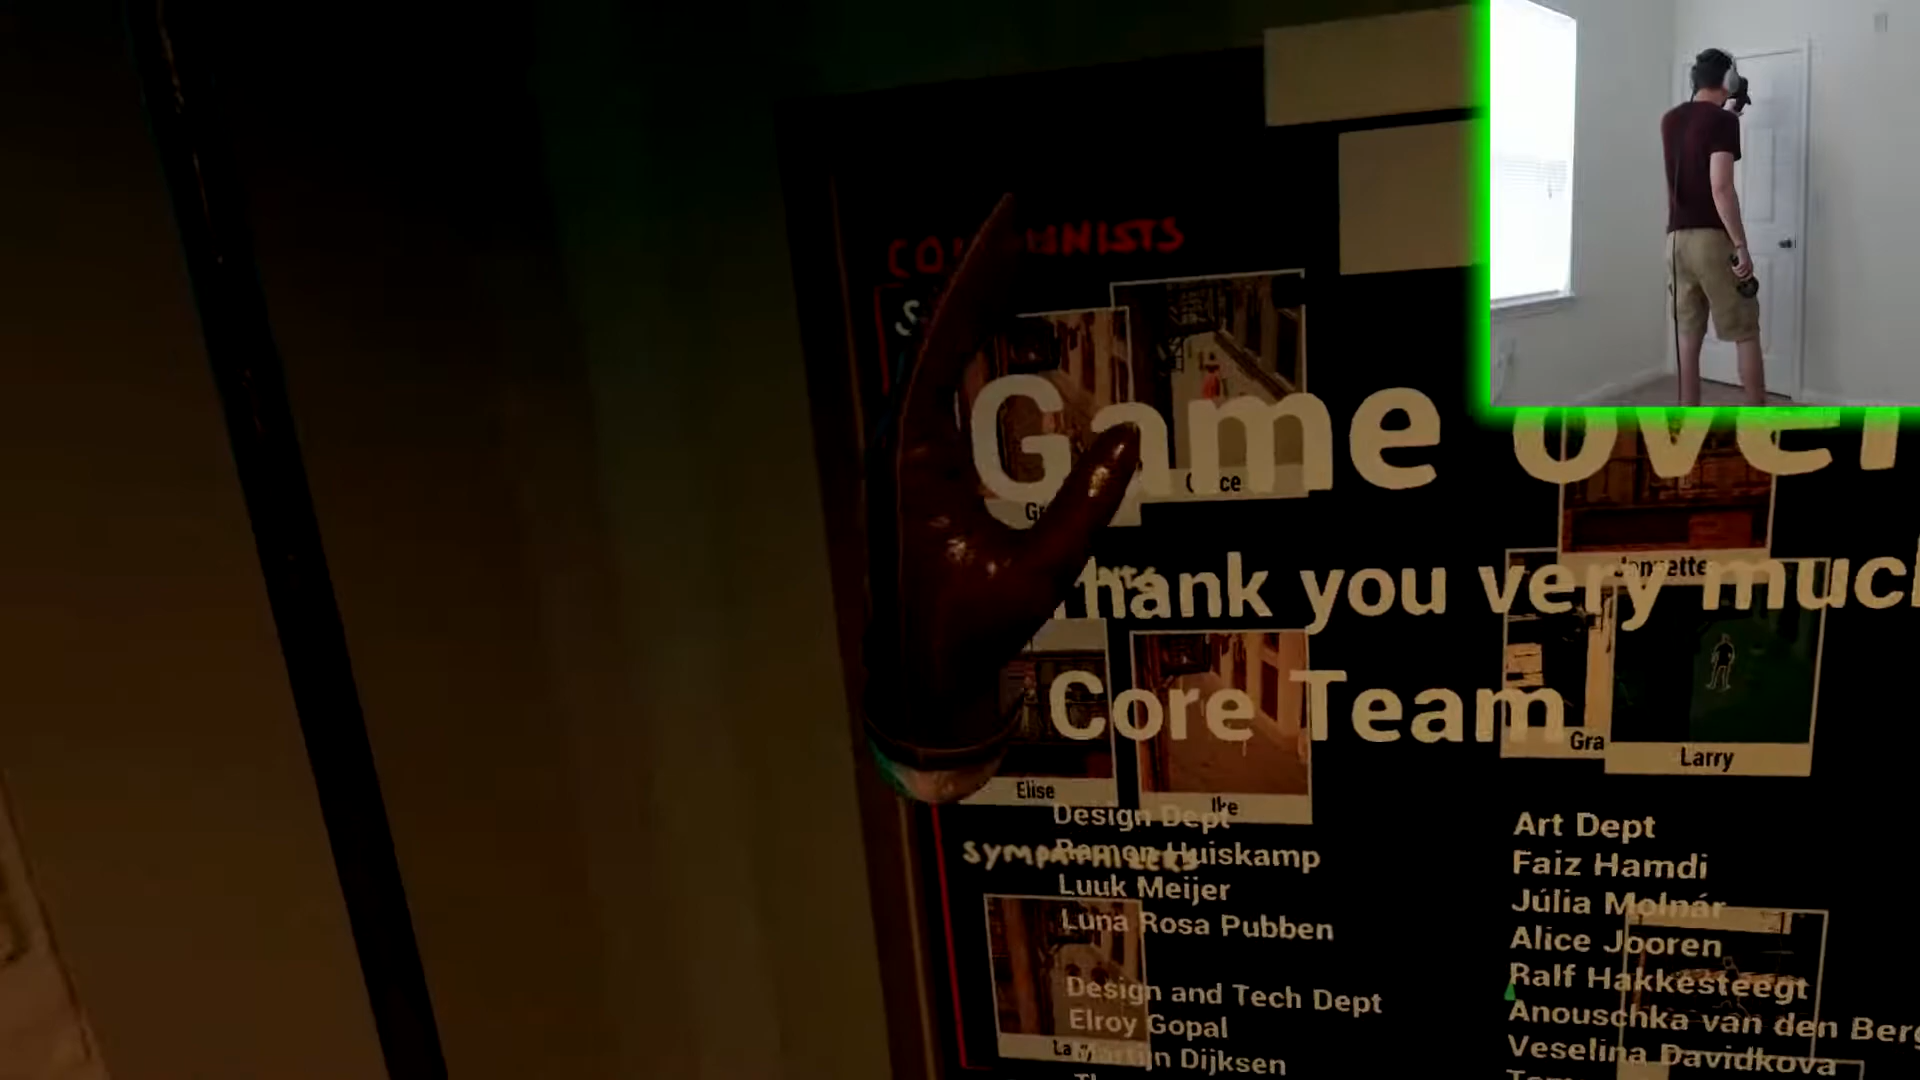 Game over
Thank you very much
Core Team
Elise
Ike
Larry
SYMPATHIZERS
Design Dept
Ramon Huiskamp
Luuk Meijer
Luna Rosa Pubben
Design and Tech Dept
Elroy Gopal
Martijn Dijksen
Art Dept
Faiz Hamdi
Júlia Molnár
Alice Jooren
Ralf Hakkesteegt
Anouschka van den Berg
Veselina Davidkova